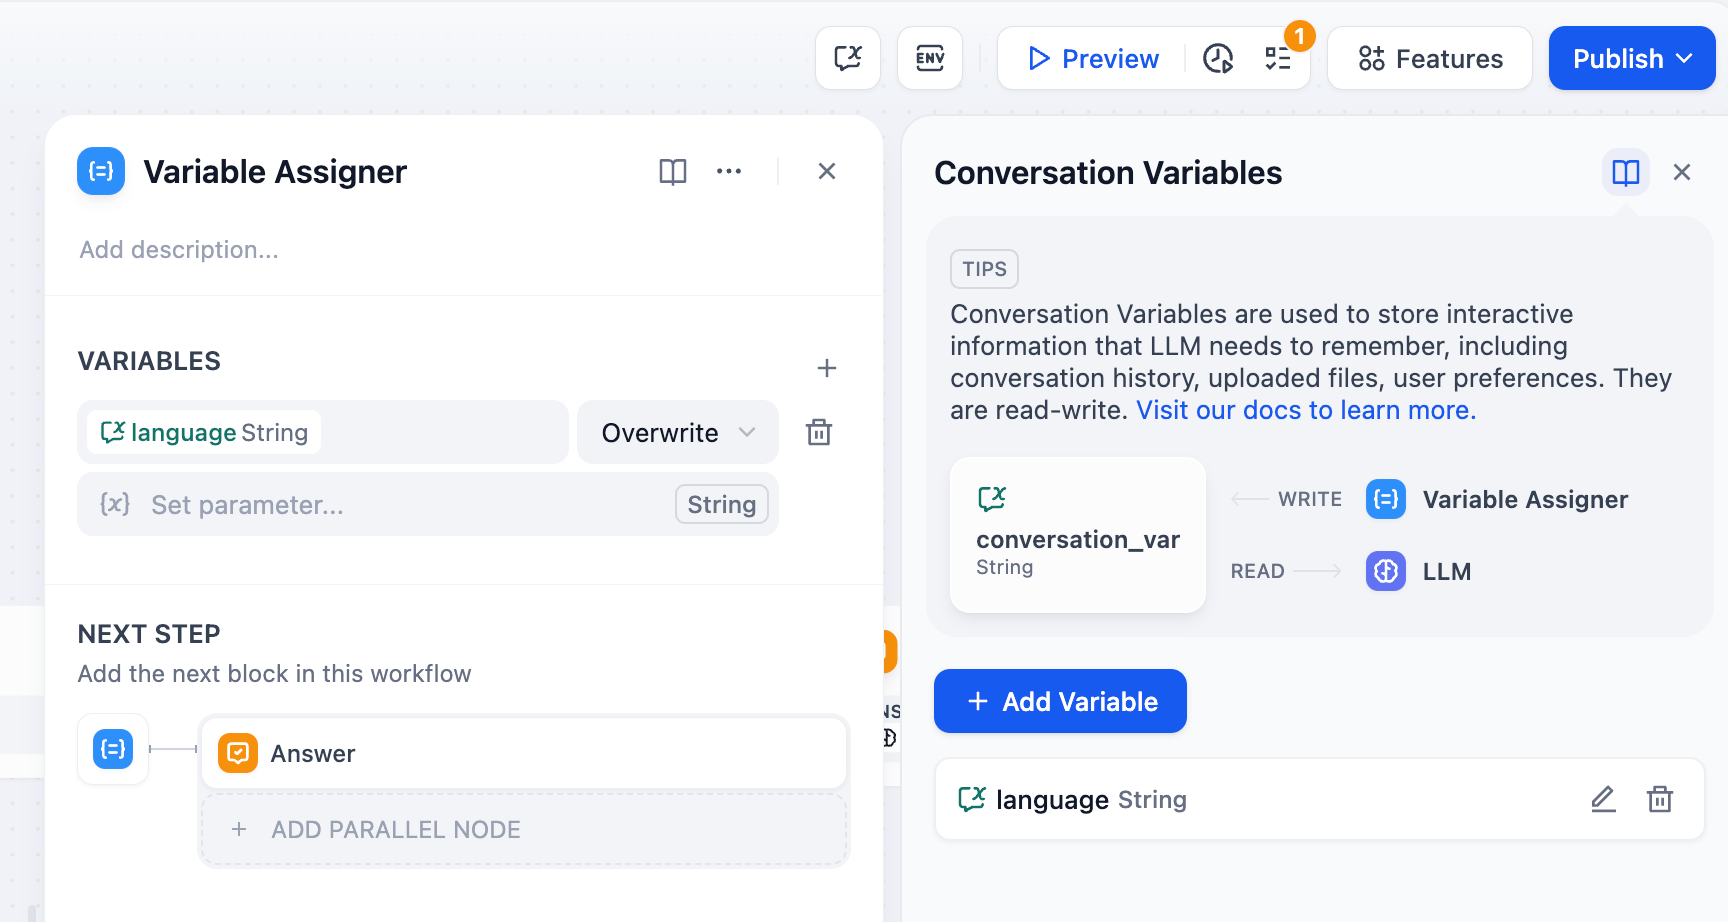 ENV
Preview
1
Features
Publish
Variable Assigner
Add description...
VARIABLES
language String
Overwrite
{x} Set parameter...
String
NEXT STEP
Add the next block in this workflow
Answer
+ ADD PARALLEL NODE
NS
Conversation Variables
TIPS
Conversation Variables are used to store interactive
information that LLM needs to remember, including
conversation history, uploaded files, user preferences. They
are read-write. Visit our docs to learn more.
conversation_var
String
WRITE
Variable Assigner
READ
LLM
+ Add Variable
language String